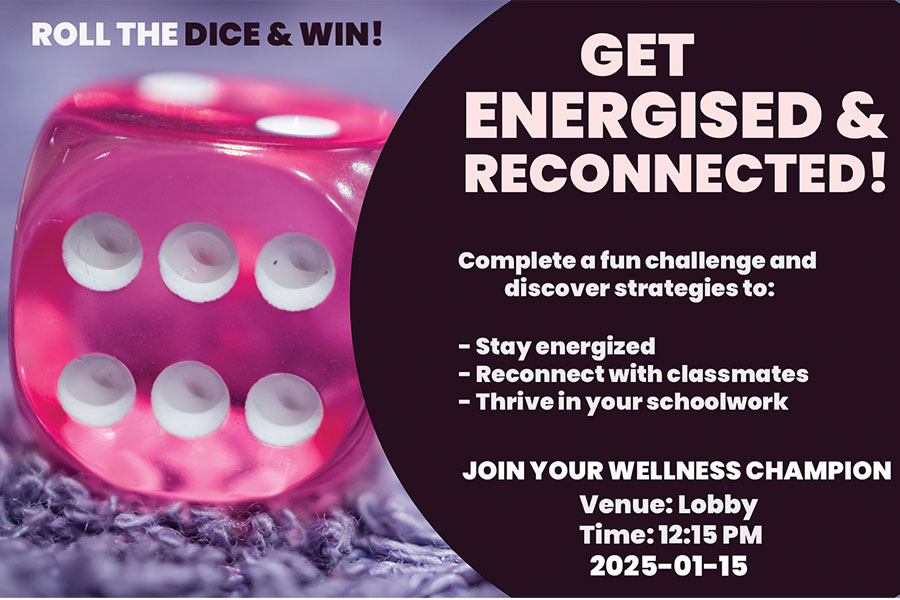 ROLL THE DICE & WIN!
GET
ENERGISED &
RECONNECTED!
Complete a fun challenge and
discover strategies to:
- Stay energized
- Reconnect with classmates
- Thrive in your schoolwork
JOIN YOUR WELLNESS CHAMPION
Venue: Lobby
Time: 12:15 PM
2025-01-15